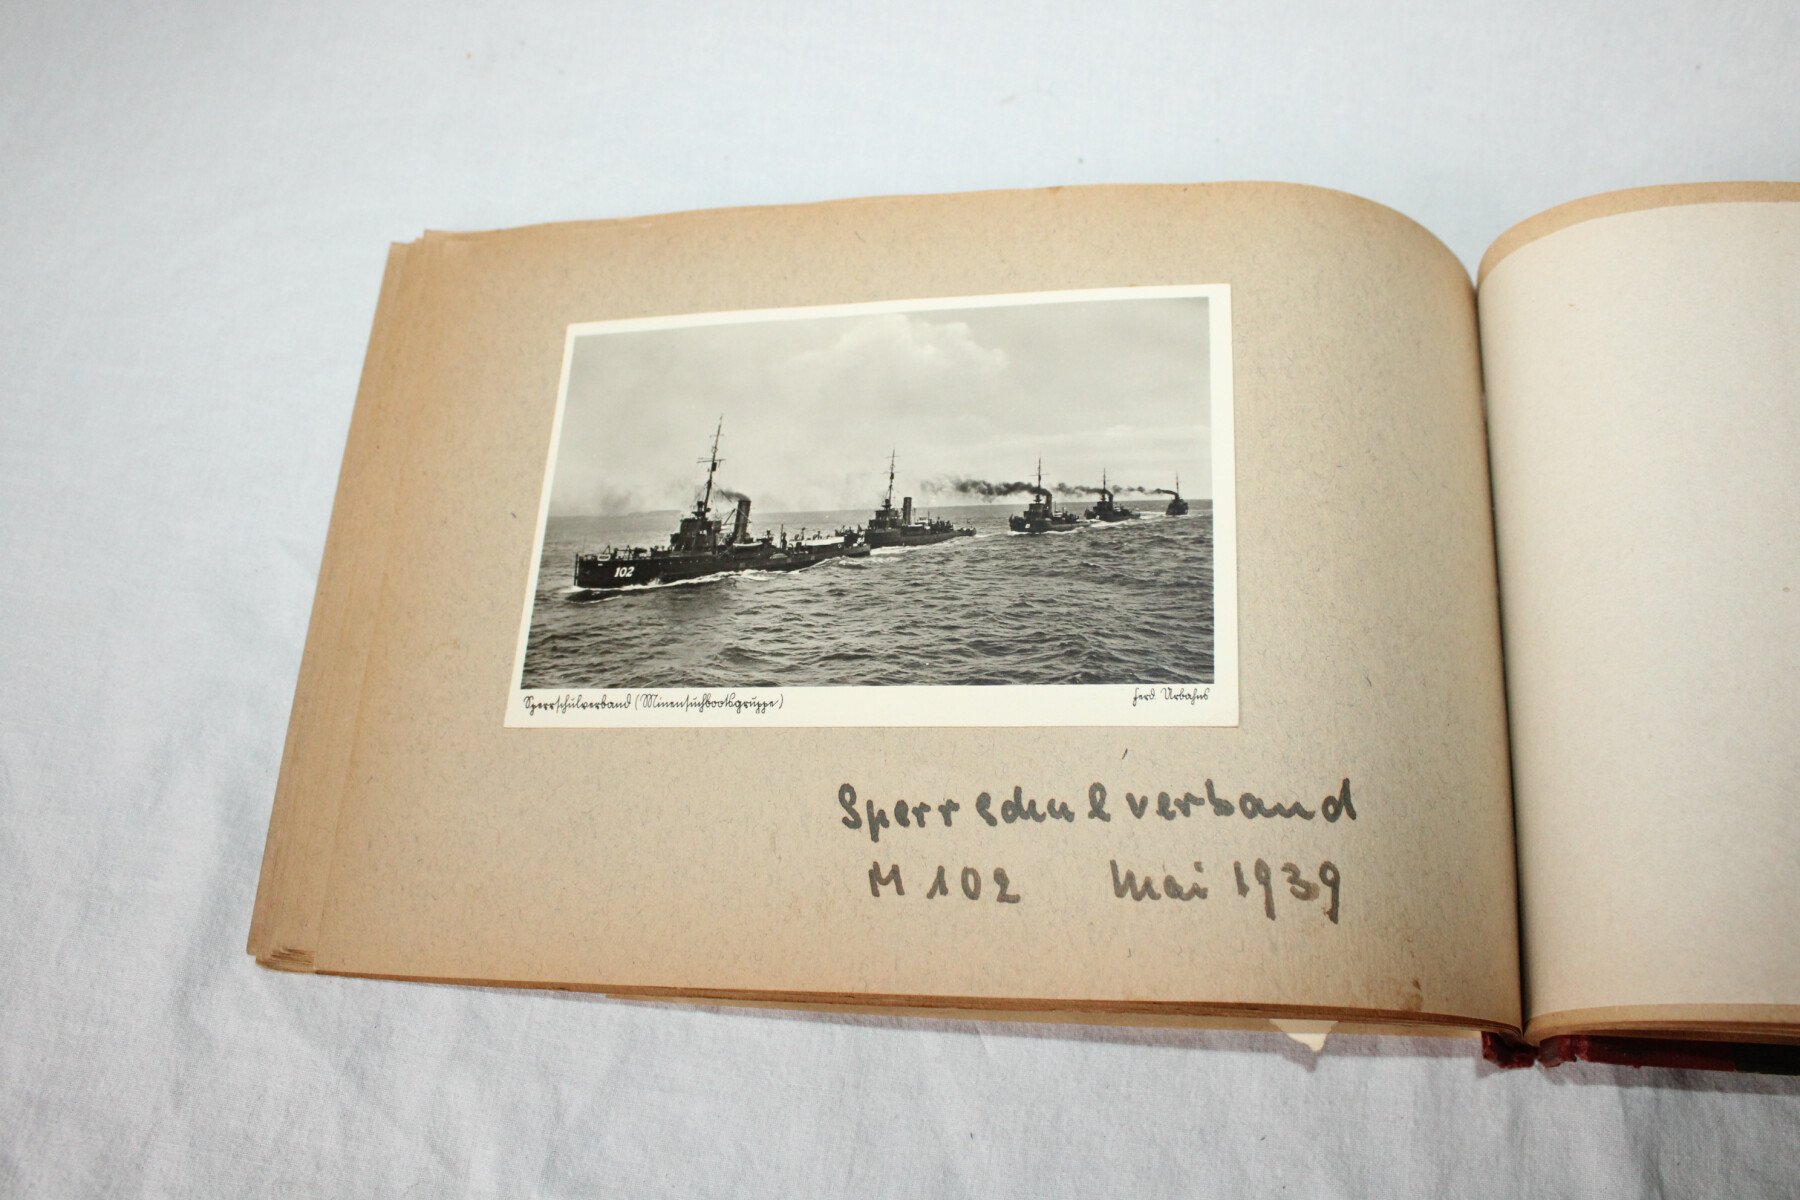 102
Sperrschulverband (Minensuchbootsgruppe)
Ferd. Urbahns
Sperrschulverband
M 102 Mai 1939